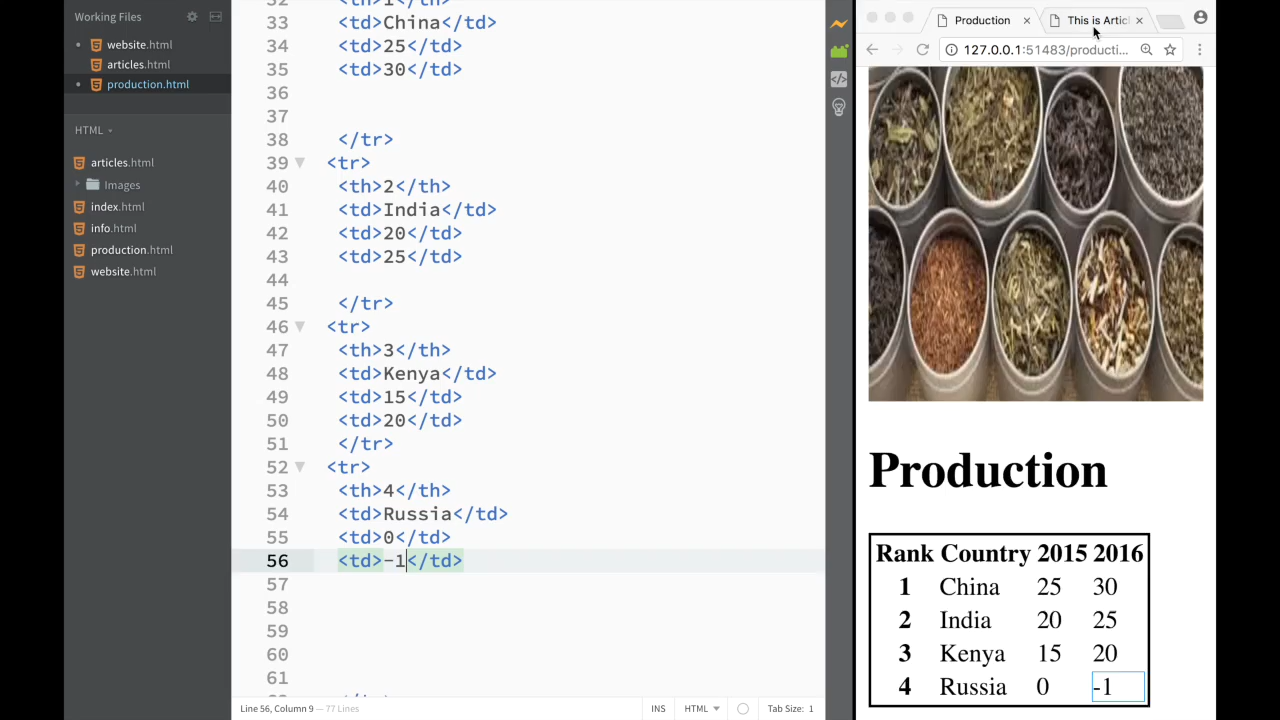 Working Files
website.html
articles.html
production.html
HTML
articles.html
Images
index.html
info.html
production.html
website.html
33 <td>China</td>
34 <td>25</td>
35 <td>30</td>
36
37
38 </tr>
39 <tr>
40 <th>2</th>
41 <td>India</td>
42 <td>20</td>
43 <td>25</td>
44
45 </tr>
46 <tr>
47 <th>3</th>
48 <td>Kenya</td>
49 <td>15</td>
50 <td>20</td>
51 </tr>
52 <tr>
53 <th>4</th>
54 <td>Russia</td>
55 <td>0</td>
56 <td>-1</td>
57
58
59
60
61
Line 56, Column 9 — 77 Lines
INS
HTML
Tab Size: 1
Production
This is Artic
127.0.0.1:51483/producti...
Production
Rank Country 2015 2016
1 China 25 30
2 India 20 25
3 Kenya 15 20
4 Russia 0 -1